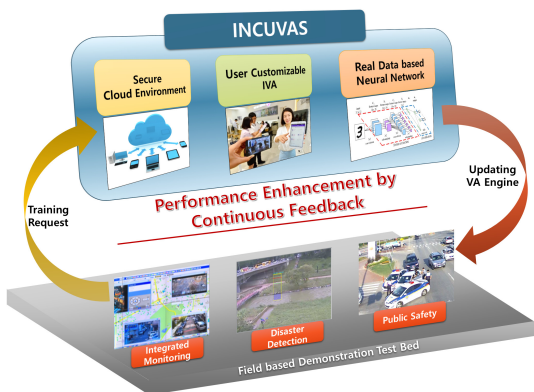 INCUVAS
Secure
Cloud Environment
User Customizable
IVA
Real Data based
Neural Network
3
Training
Request
Updating
VA Engine
Performance Enhancement by
Continuous Feedback
Integrated
Monitoring
Disaster
Detection
Public Safety
Field based Demonstration Test Bed